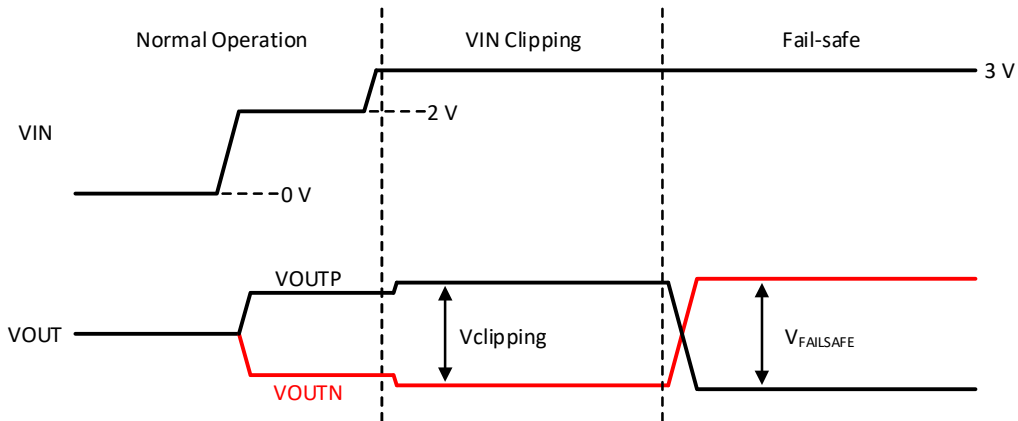 Normal Operation
VIN Clipping
Fail-safe
3 V
2 V
VIN
0 V
VOUTP
VOUT
Vclipping
VFAILSAFE
VOUTN